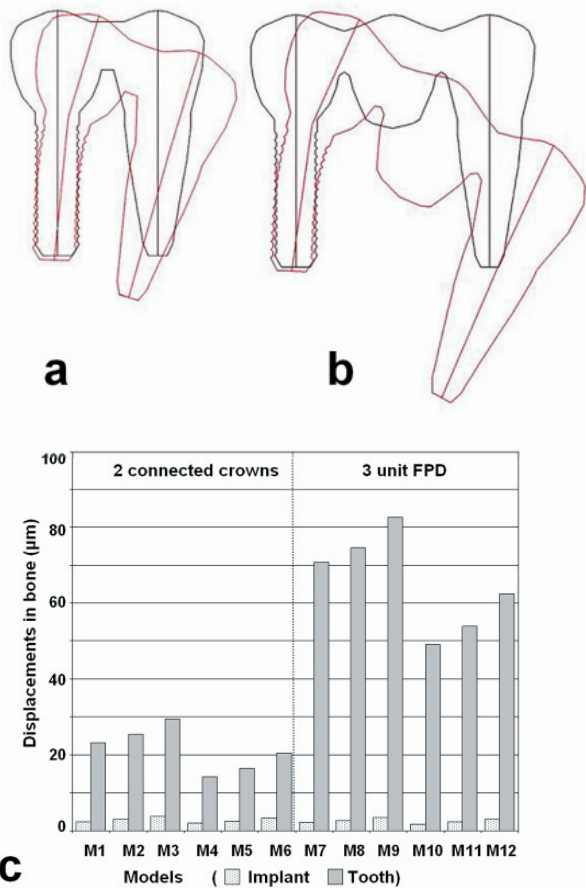 a
b
100
2 connected crowns
3 unit FPD
80
60
40
20
0
Displacements in bone (µm)
M1 M2 M3 M4 M5 M6 M7 M8 M9 M10 M11 M12
c
Models ( Implant Tooth)